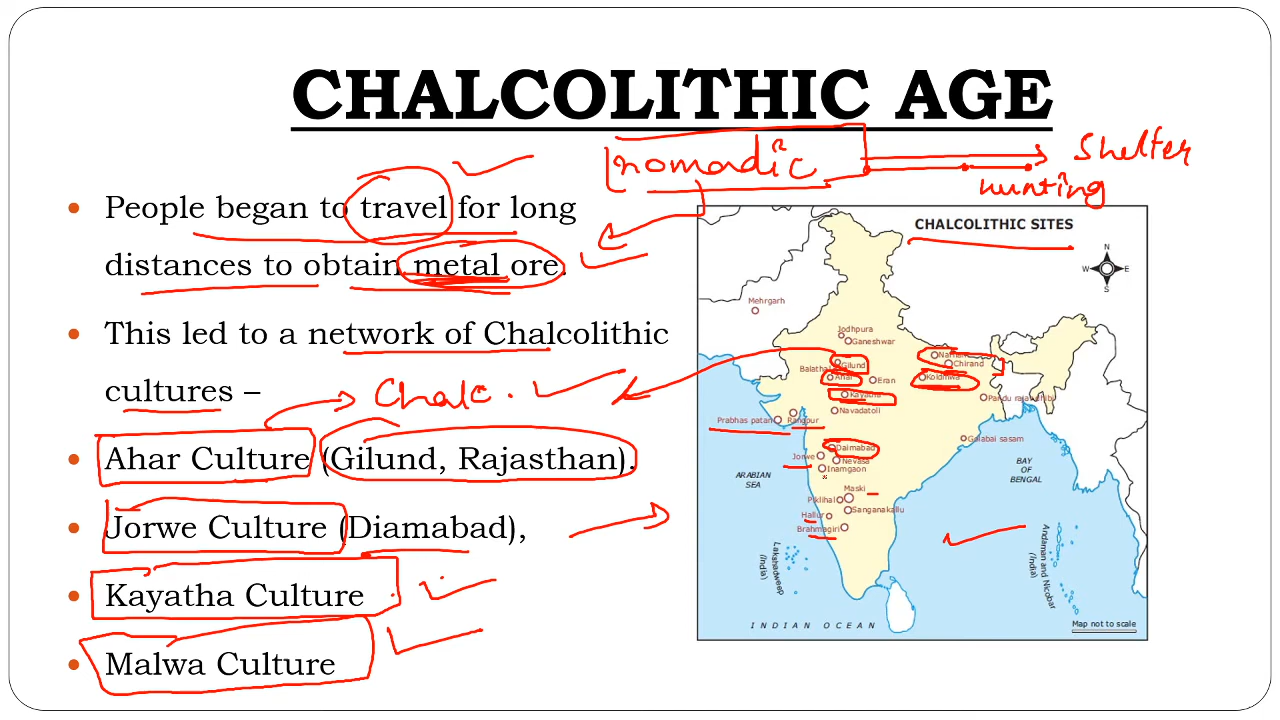 CHALCOLITHIC AGE
nomadic
Shelter
hunting
• People began to travel for long
distances to obtain metal ore.
• This led to a network of Chalcolithic
cultures –
Chalc.
• Ahar Culture (Gilund, Rajasthan),
• Jorwe Culture (Diamabad),
• Kayatha Culture
• Malwa Culture
CHALCOLITHIC SITES
N
W E
S
Mehrgarh
Jodhpura
Ganeshwar
Gilund
Balathal
Ahar
Eran
Kayatha
Navadatoli
Chirand
Koldihwa
Pandu rajardhibi
Prabhas patan
Rangpur
Golabai sasam
Daimabad
Jorwe
Nevasa
Inamgaon
ARABIAN
SEA
BAY
OF
BENGAL
Maski
Piklihal
Sanganakallu
Hallur
Brahmagiri
Lakshadweep
(India)
Andaman and Nicobar
(India)
INDIAN OCEAN
Map not to scale